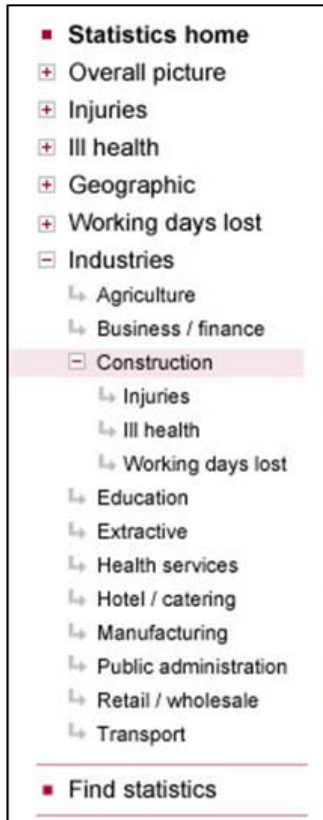 Statistics home
Overall picture
Injuries
Ill health
Geographic
Working days lost
Industries
Agriculture
Business / finance
Construction
Injuries
Ill health
Working days lost
Education
Extractive
Health services
Hotel / catering
Manufacturing
Public administration
Retail / wholesale
Transport
Find statistics